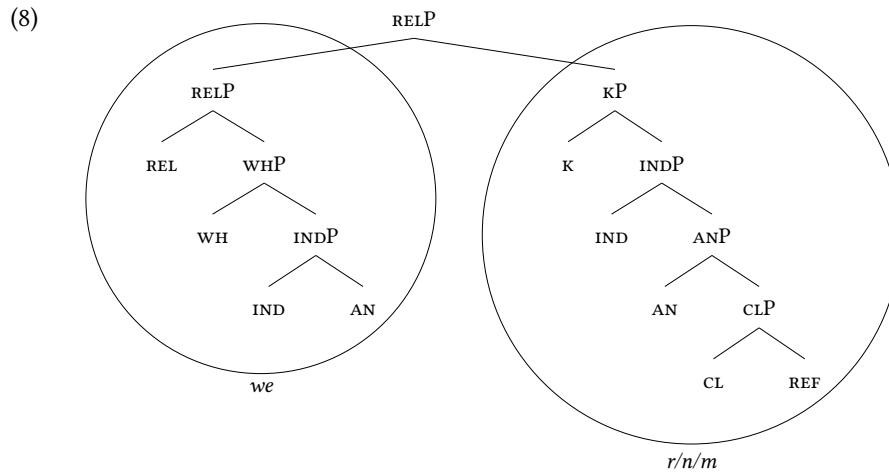 (8)
RELP
RELP KP
REL WHP K INDP
WH INDP IND ANP
IND AN AN CLP
we CL REF
r/n/m